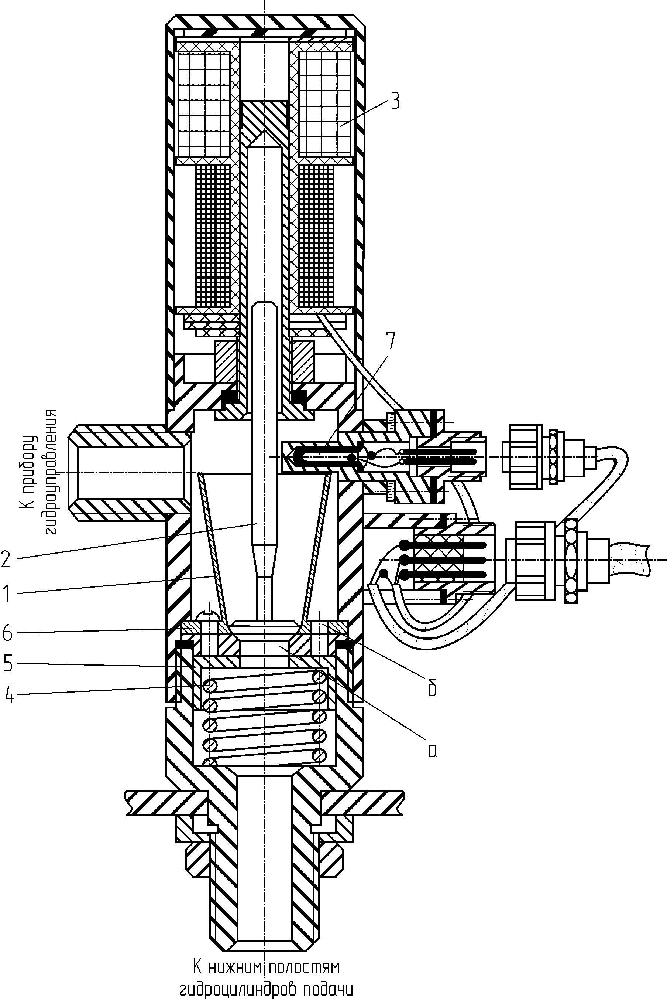 3
7
К прибору
гидроуправления
2
1
6
5
4
б
а
К нижним полостям
гидроцилиндров подачи